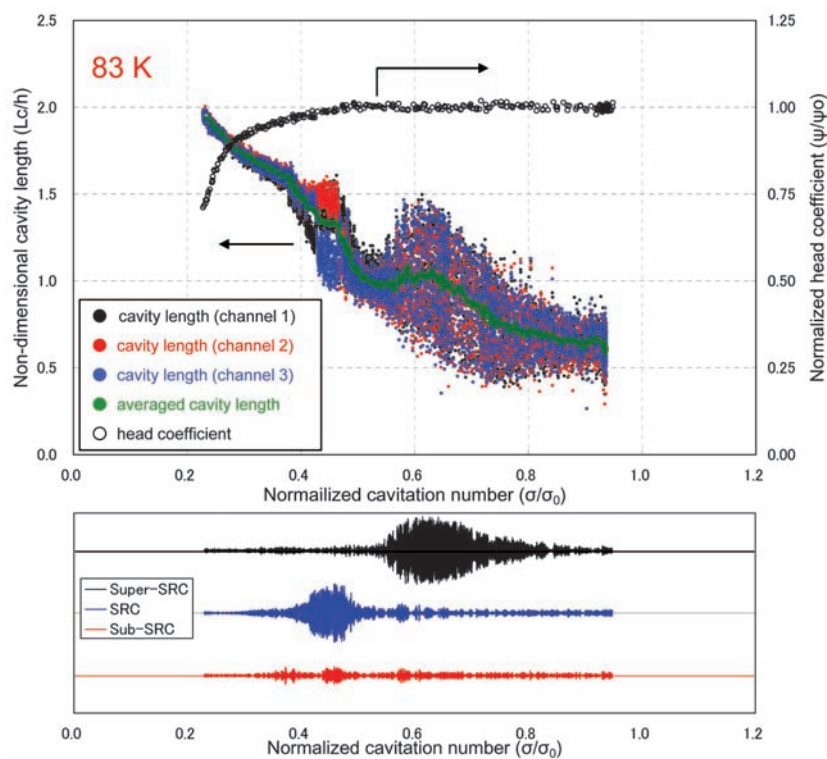 83 K
Non-dimensional cavity length (Lc/h)
2.5
2.0
1.5
1.0
0.5
0.0
1.25
1.00
0.75
0.50
0.25
0.00
Normalized head coefficient (ψ/ψo)
cavity length (channel 1)
cavity length (channel 2)
cavity length (channel 3)
averaged cavity length
head coefficient
0.0 0.2 0.4 0.6 0.8 1.0 1.2
Normailized cavitation number (σ/σ0)
Super-SRC
SRC
Sub-SRC
0.0 0.2 0.4 0.6 0.8 1.0 1.2
Normalized cavitation number (σ/σ0)